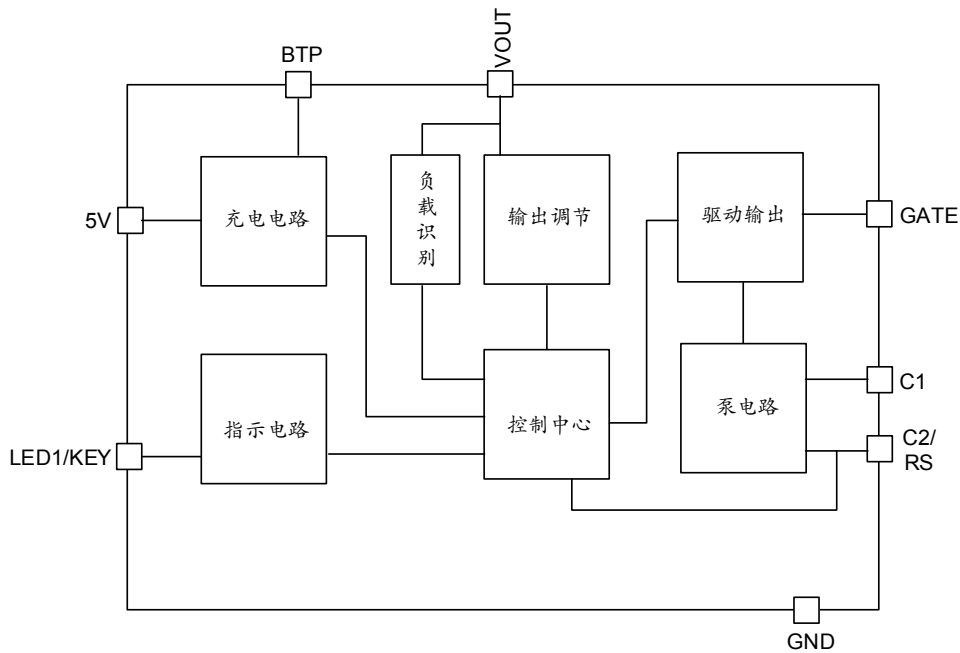 BTP
VOUT
5V
充电电路
负
载
识
别
输出调节
驱动输出
GATE
指示电路
控制中心
泵电路
C1
LED1/KEY
C2/
RS
GND